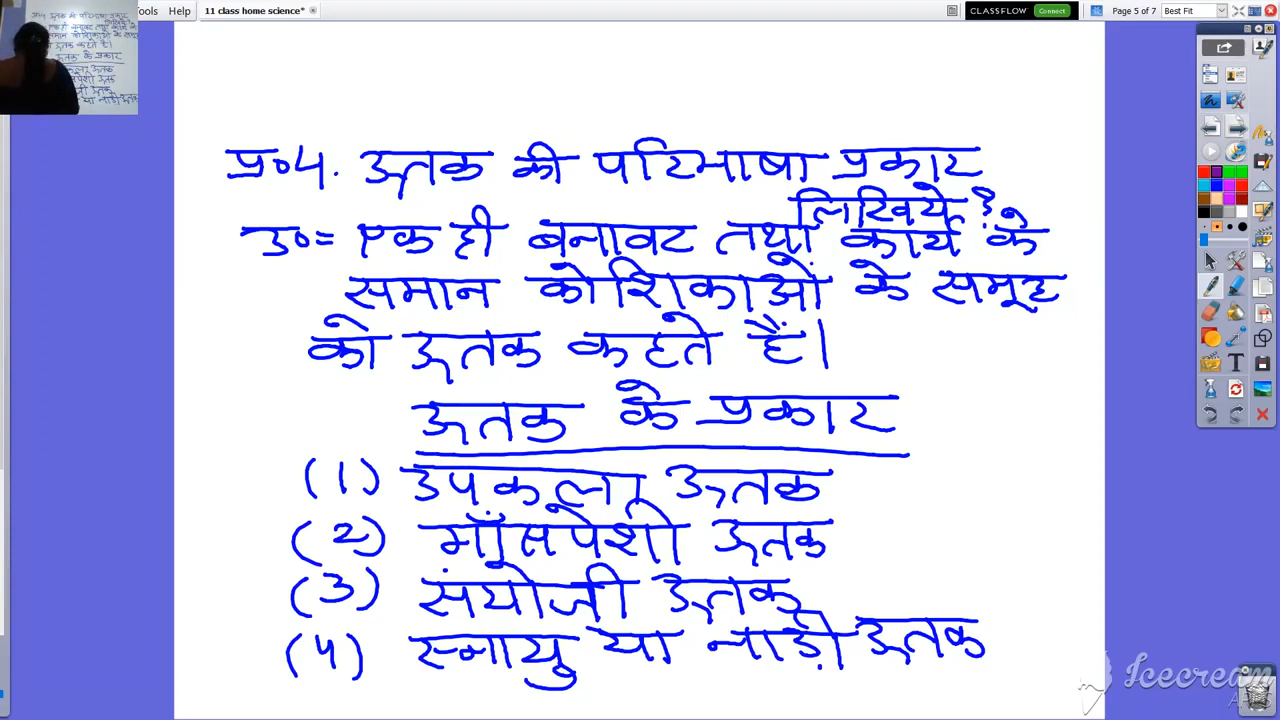 ools Help
11 class home science*
CLASSFLOW Connect
Page 5 of 7
Best Fit
प्र०4. ऊतक की परिभाषा प्रकार
लिखिये ?
उ०= एक ही बनावट तथा कार्य के
समान कोशिकाओं के समूह
को ऊतक कहते हैं।
ऊतक के प्रकार
(1) उपकला ऊतक
(2) माँसपेशी ऊतक
(3) संयोजी ऊतक
(4) स्नायु या नाड़ी ऊतक
Icecream
APPS